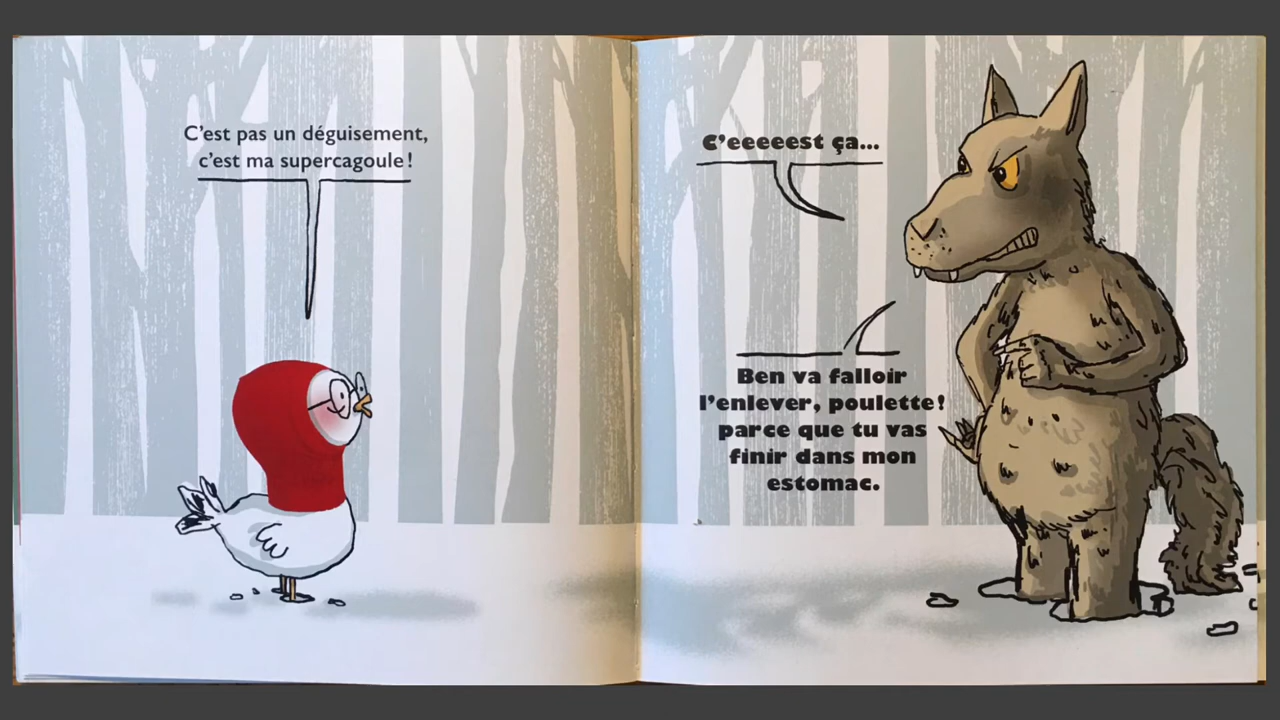 C'est pas un déguisement,
c'est ma supercagoule !
C'eeeeest ça...
Ben va falloir
l'enlever, poulette !
parce que tu vas
finir dans mon
estomac.